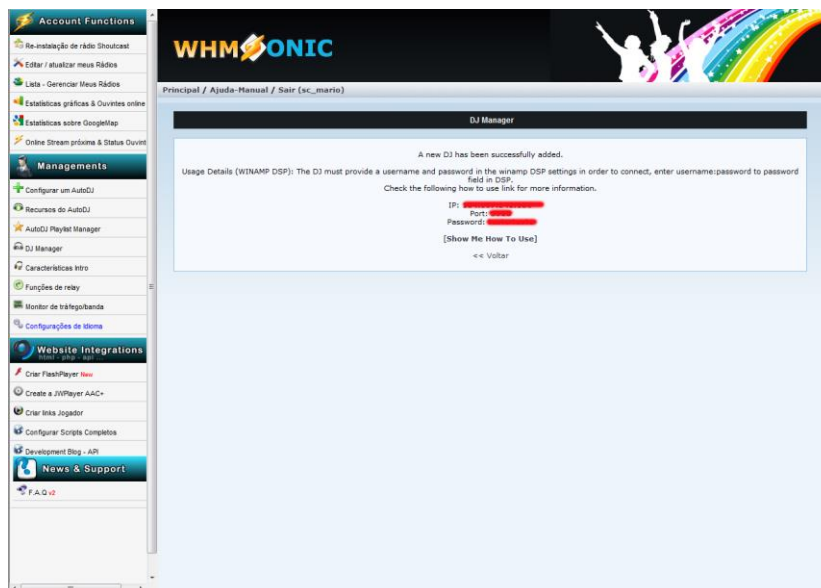 Account Functions
Re-instalação de rádio Shoutcast
Editar / atualizar meus Rádios
Lista - Gerenciar Meus Rádios
Estatísticas gráficas & Ouvintes online
Estatísticas sobre GoogleMap
Online Stream próxima & Status Ouvint
Managements
Configurar um AutoDJ
Recursos do AutoDJ
AutoDJ Playlist Manager
DJ Manager
Características Intro
Funções de relay
Monitor de tráfego/banda
Configurações de Idioma
Website Integrations
html - php - api ...
Criar FlashPlayer New
Create a JWPlayer AAC+
Criar links Jogador
Configurar Scripts Completos
Development Blog - API
News & Support
F.A.Q v2
WHMSONIC
Principal / Ajuda-Manual / Sair (sc_mario)
DJ Manager
A new DJ has been successfully added.
Usage Details (WINAMP DSP): The DJ must provide a username and password in the winamp DSP settings in order to connect, enter username:password to password
field in DSP.
Check the following how to use link for more information.
IP:
Port:
Password:
[Show Me How To Use]
<< Voltar